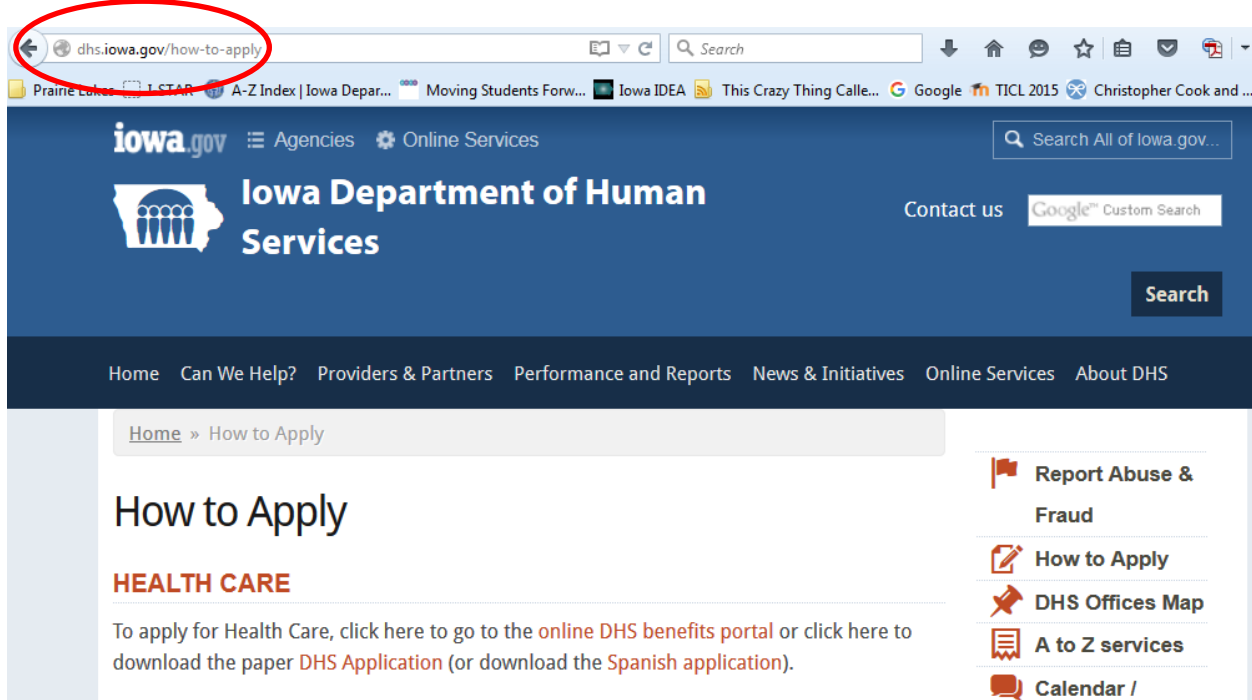 dhs.iowa.gov/how-to-apply
Search
Prairie Lakes I-STAR A-Z Index | Iowa Depar... Moving Students Forw... Iowa IDEA This Crazy Thing Calle... Google TICL 2015 Christopher Cook and ...
iowa.gov Agencies Online Services
Search All of Iowa.gov...
Iowa Department of Human
Services
Contact us
Google™ Custom Search
Search
Home Can We Help? Providers & Partners Performance and Reports News & Initiatives Online Services About DHS
Home » How to Apply
How to Apply
HEALTH CARE
To apply for Health Care, click here to go to the online DHS benefits portal or click here to
download the paper DHS Application (or download the Spanish application).
Report Abuse &
Fraud
How to Apply
DHS Offices Map
A to Z services
Calendar /